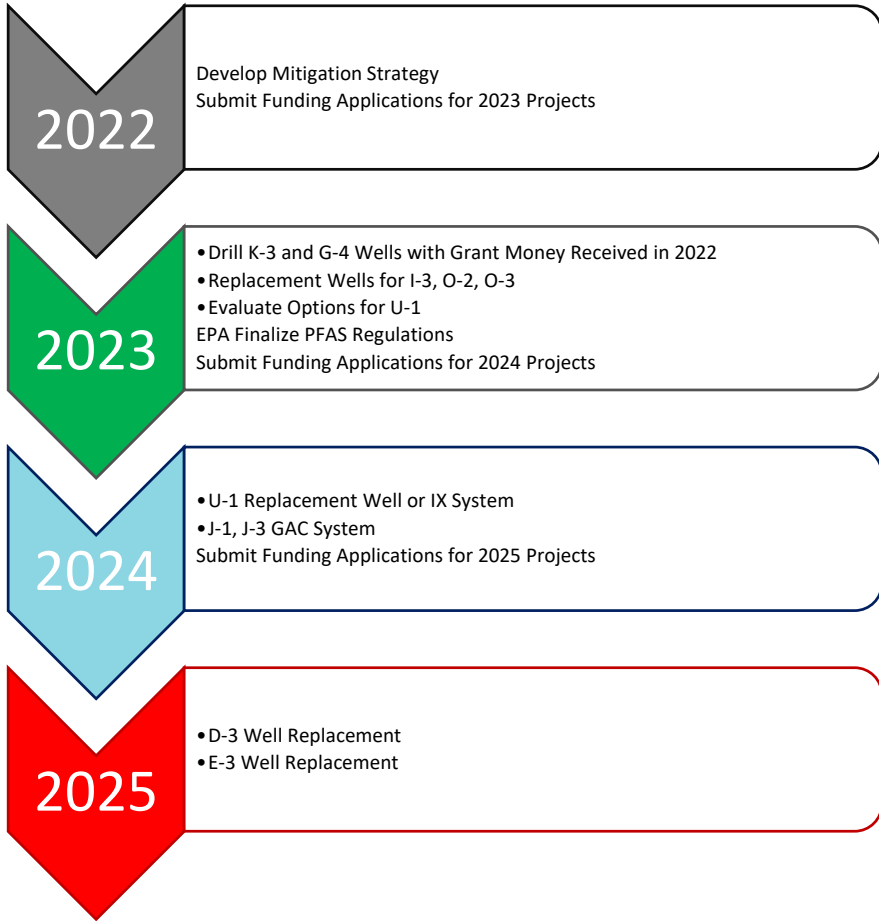 2022
Develop Mitigation Strategy
Submit Funding Applications for 2023 Projects
2023
•Drill K-3 and G-4 Wells with Grant Money Received in 2022
•Replacement Wells for I-3, O-2, O-3
•Evaluate Options for U-1
EPA Finalize PFAS Regulations
Submit Funding Applications for 2024 Projects
2024
•U-1 Replacement Well or IX System
•J-1, J-3 GAC System
Submit Funding Applications for 2025 Projects
2025
•D-3 Well Replacement
•E-3 Well Replacement